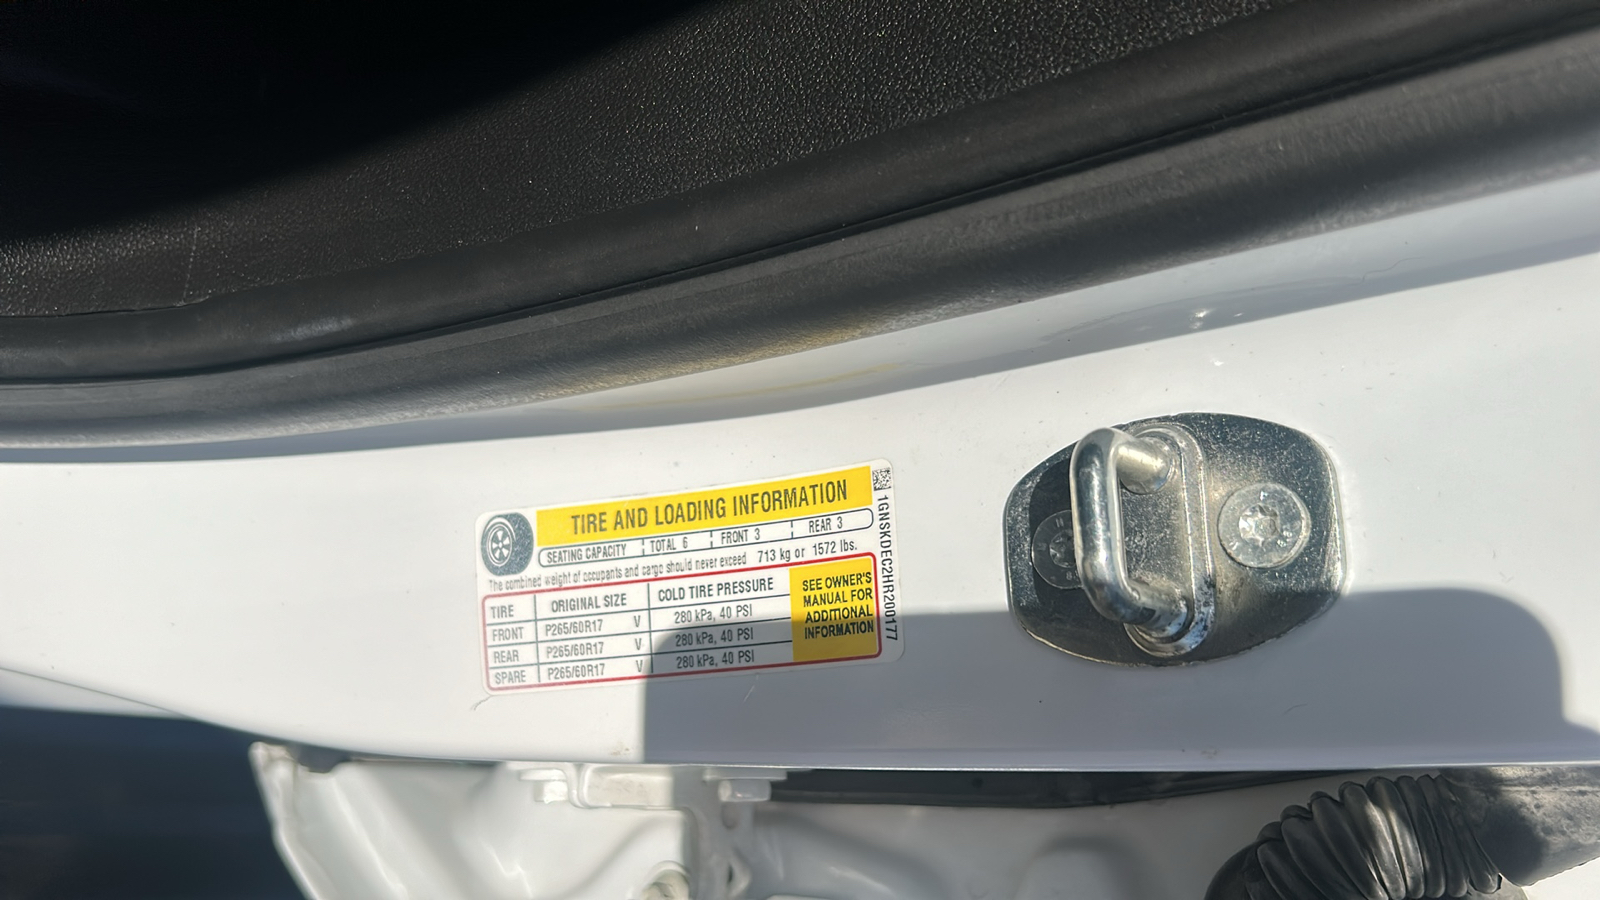 TIRE AND LOADING INFORMATION
SEATING CAPACITY TOTAL 6 FRONT 3 REAR 3
The combined weight of occupants and cargo should never exceed 713 kg or 1572 lbs.
TIRE ORIGINAL SIZE COLD TIRE PRESSURE
FRONT P265/60R17 V 280 kPa, 40 PSI
REAR P265/60R17 V 280 kPa, 40 PSI
SPARE P265/60R17 V 280 kPa, 40 PSI
SEE OWNER'S
MANUAL FOR
ADDITIONAL
INFORMATION
1GNSKDEC2HR200177